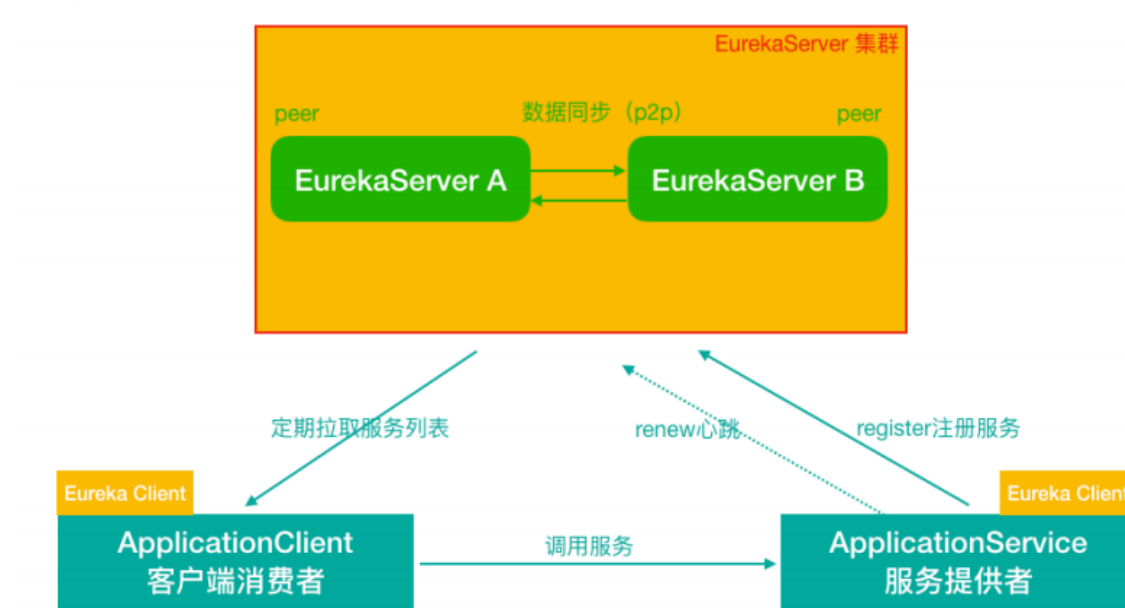 EurekaServer 集群
peer
数据同步（p2p）
peer
EurekaServer A
EurekaServer B
定期拉取服务列表
renew心跳
register注册服务
Eureka Client
Eureka Client
ApplicationClient
客户端消费者
调用服务
ApplicationService
服务提供者